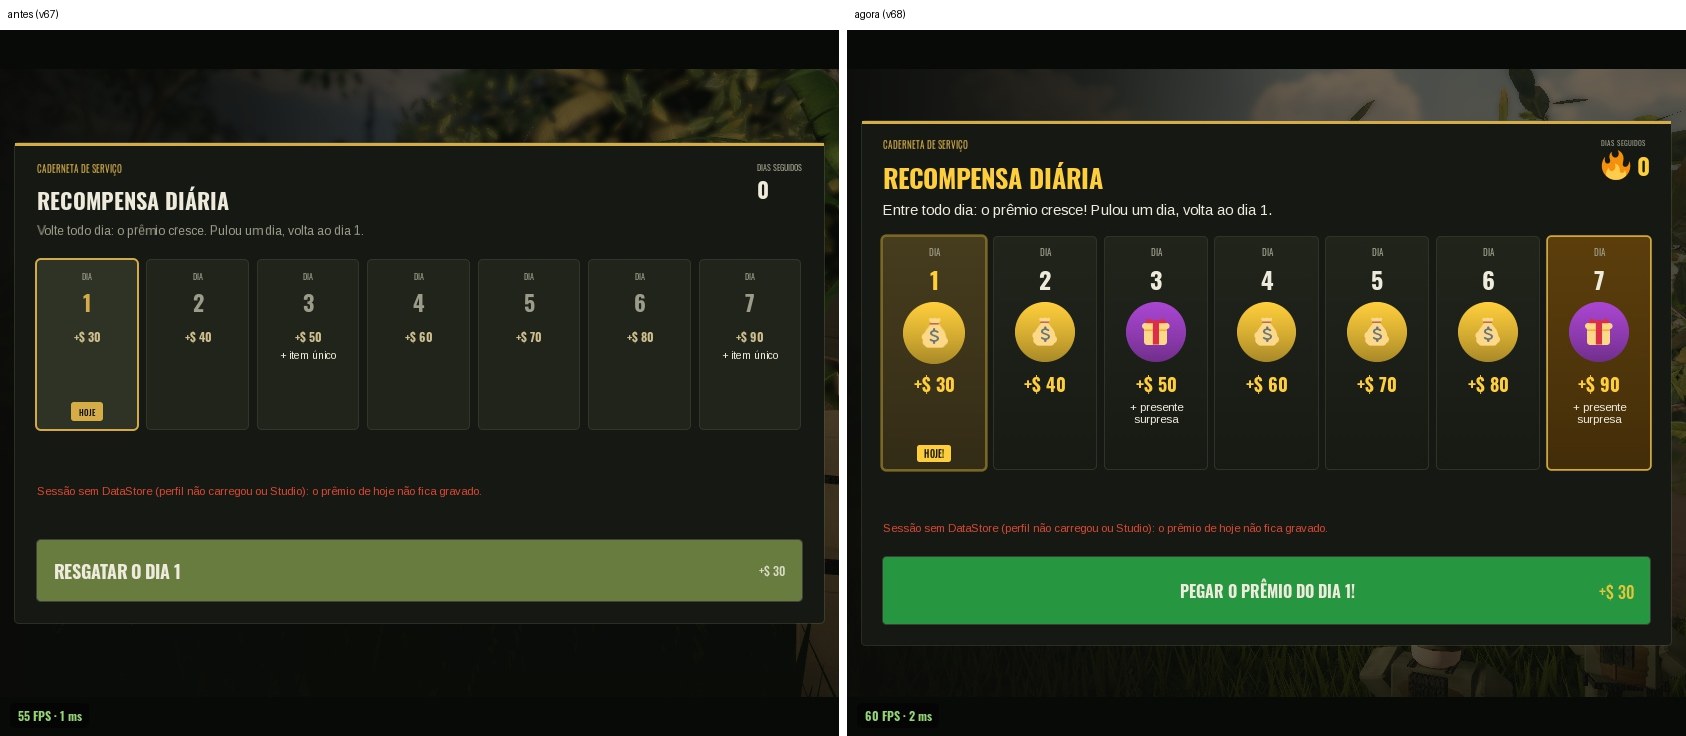 antes (v67)
CADERNETA DE SERVIÇO
RECOMPENSA DIÁRIA
Volte todo dia: o prêmio cresce. Pulou um dia, volta ao dia 1.
DIAS SEGUIDOS
0
DIA
1
+$ 30
HOJE
DIA
2
+$ 40
DIA
3
+$ 50
+ item único
DIA
4
+$ 60
DIA
5
+$ 70
DIA
6
+$ 80
DIA
7
+$ 90
+ item único
Sessão sem DataStore (perfil não carregou ou Studio): o prêmio de hoje não fica gravado.
RESGATAR O DIA 1
+$ 30
55 FPS · 1 ms
agora (v68)
CADERNETA DE SERVIÇO
RECOMPENSA DIÁRIA
Entre todo dia: o prêmio cresce! Pulou um dia, volta ao dia 1.
DIAS SEGUIDOS
0
DIA
1
$
+$ 30
HOJE!
DIA
2
$
+$ 40
DIA
3
+$ 50
+ presente
surpresa
DIA
4
$
+$ 60
DIA
5
$
+$ 70
DIA
6
$
+$ 80
DIA
7
+$ 90
+ presente
surpresa
Sessão sem DataStore (perfil não carregou ou Studio): o prêmio de hoje não fica gravado.
PEGAR O PRÊMIO DO DIA 1!
+$ 30
60 FPS · 2 ms